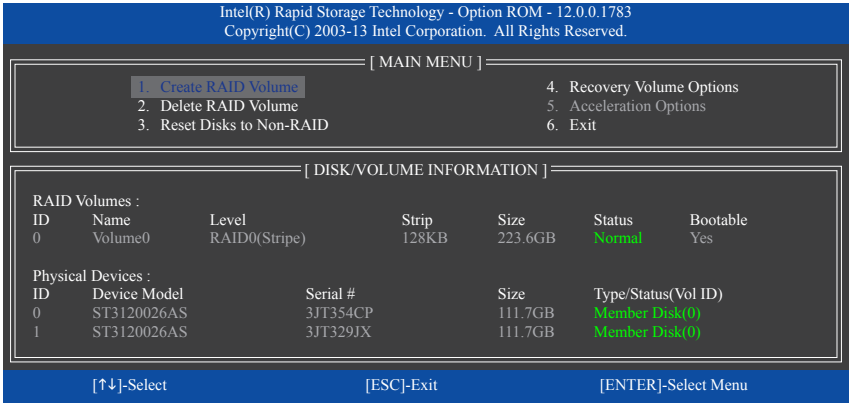 Intel(R) Rapid Storage Technology - Option ROM - 12.0.0.1783
Copyright(C) 2003-13 Intel Corporation. All Rights Reserved.
[ MAIN MENU ]
1. Create RAID Volume 4. Recovery Volume Options
2. Delete RAID Volume 5. Acceleration Options
3. Reset Disks to Non-RAID 6. Exit
[ DISK/VOLUME INFORMATION ]
RAID Volumes :
ID Name Level Strip Size Status Bootable
0 Volume0 RAID0(Stripe) 128KB 223.6GB Normal Yes
Physical Devices :
ID Device Model Serial # Size Type/Status(Vol ID)
0 ST3120026AS 3JT354CP 111.7GB Member Disk(0)
1 ST3120026AS 3JT329JX 111.7GB Member Disk(0)
[↑↓]-Select [ESC]-Exit [ENTER]-Select Menu